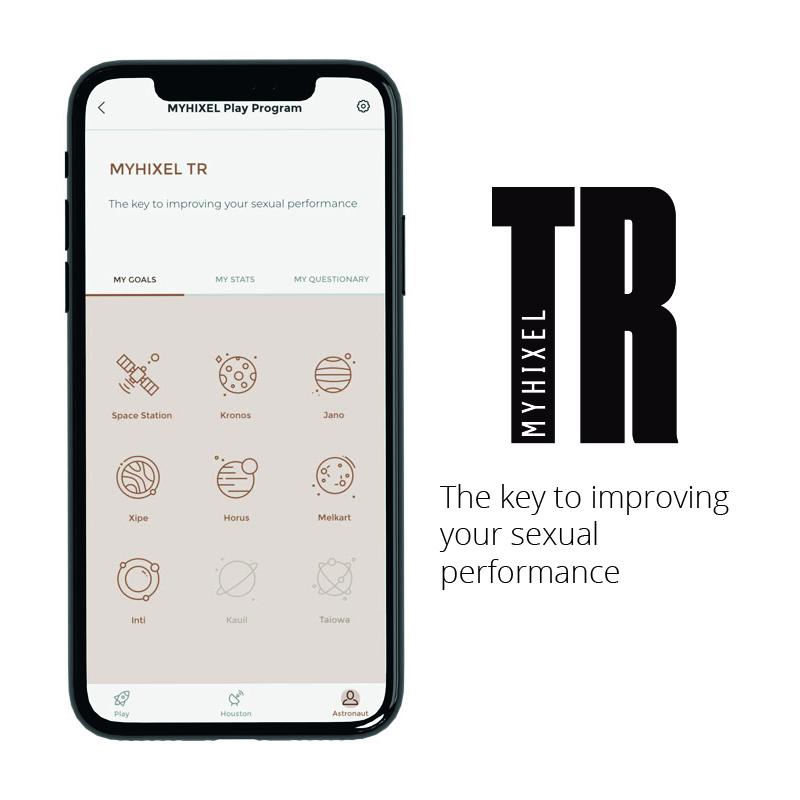 MYHIXEL Play Program
MYHIXEL TR
The key to improving your sexual performance
MY GOALS MY STATS MY QUESTIONARY
Space Station Kronos Jano
Xipe Horus Melkart
Inti Kauil Taiowa
Play Houston Astronaut
TR
MYHIXEL
The key to improving
your sexual
performance